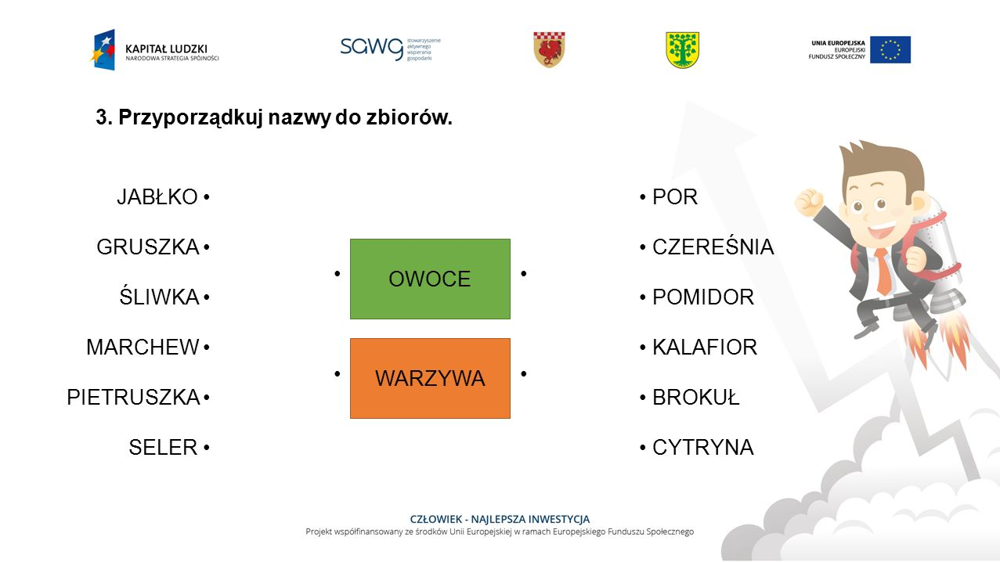 KAPITAŁ LUDZKI
NARODOWA STRATEGIA SPÓJNOŚCI
SAWG
stowarzyszenie
aktywnego
wspierania
gospodarki
UNIA EUROPEJSKA
EUROPEJSKI
FUNDUSZ SPOŁECZNY
3. Przyporządkuj nazwy do zbiorów.
JABŁKO •
GRUSZKA •
ŚLIWKA •
MARCHEW •
PIETRUSZKA •
SELER •
• OWOCE •
• WARZYWA •
• POR
• CZEREŚNIA
• POMIDOR
• KALAFIOR
• BROKUŁ
• CYTRYNA
CZŁOWIEK - NAJLEPSZA INWESTYCJA
Projekt współfinansowany ze środków Unii Europejskiej w ramach Europejskiego Funduszu Społecznego